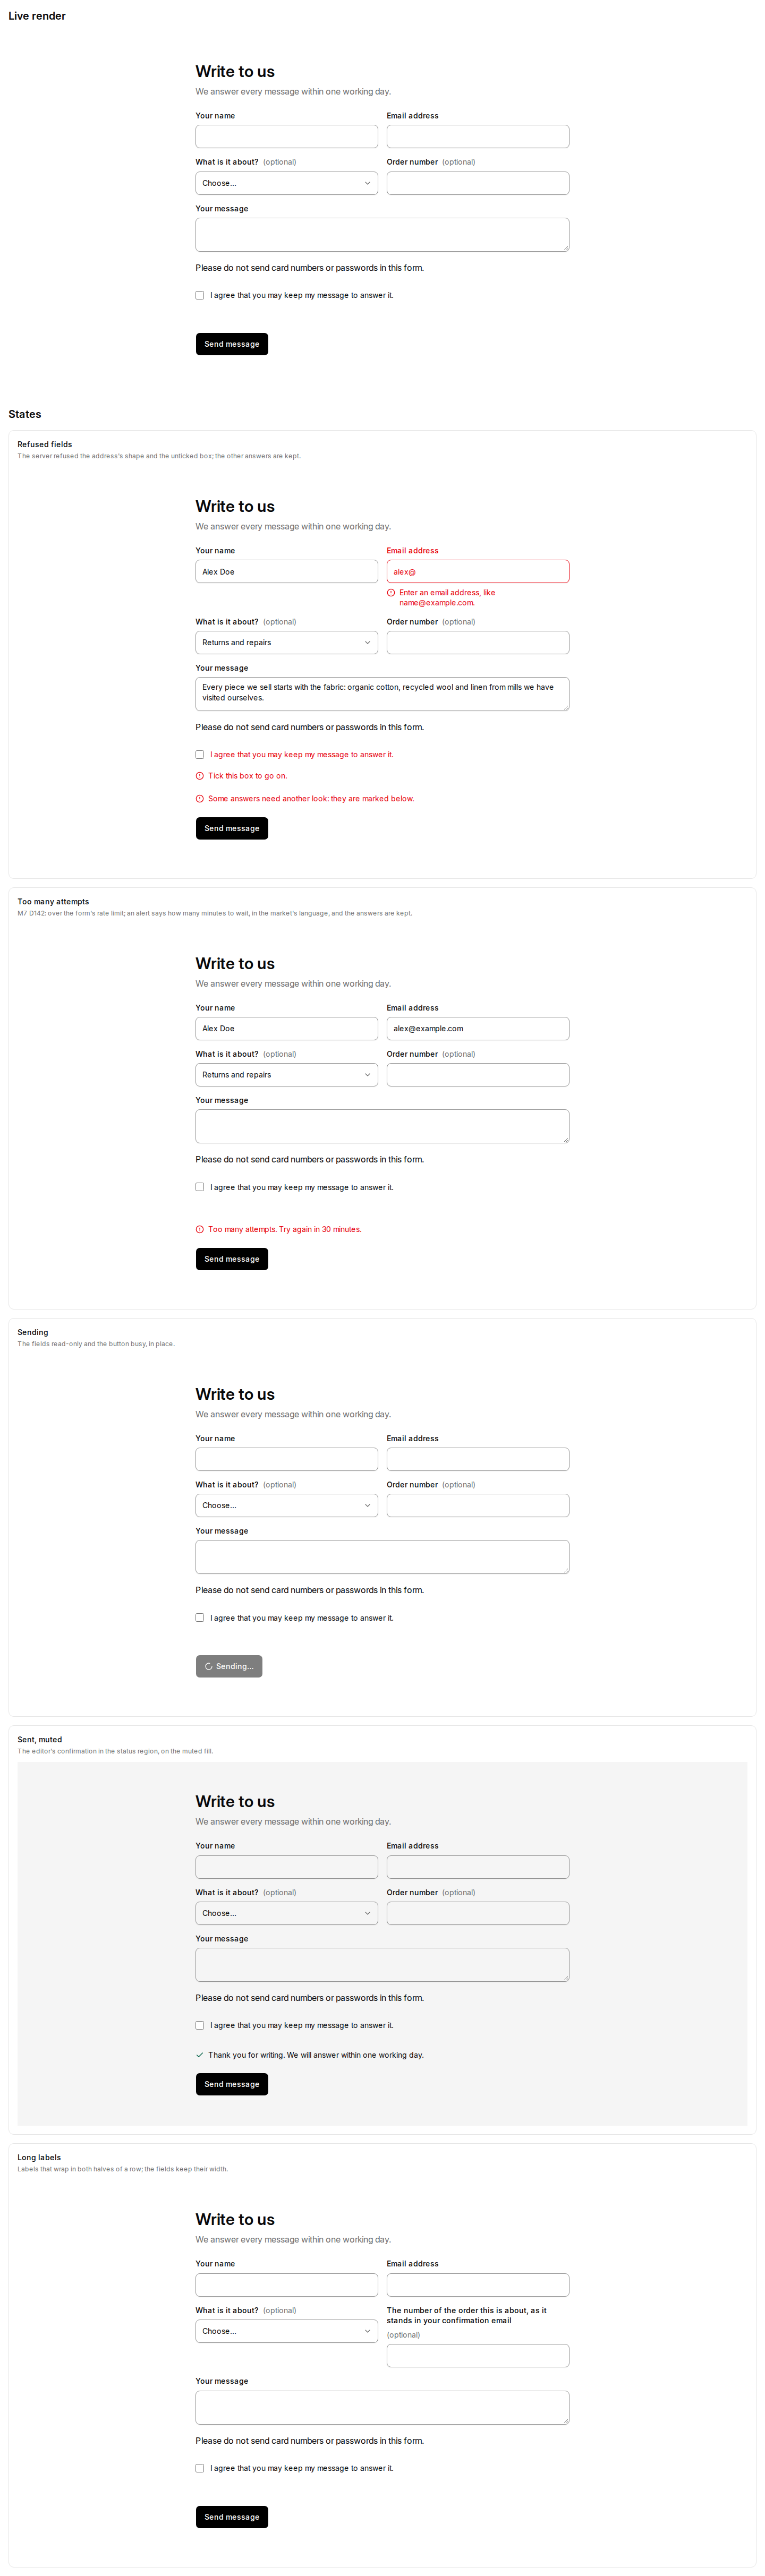 Live render
Write to us
We answer every message within one working day.
Your name
Email address
What is it about? (optional)
Order number (optional)
Choose...
Your message
Please do not send card numbers or passwords in this form.
I agree that you may keep my message to answer it.
Send message
States
Refused fields
The server refused the address's shape and the unticked box; the other answers are kept.
Write to us
We answer every message within one working day.
Your name
Email address
Alex Doe
alex@
Enter an email address, like
name@example.com.
What is it about? (optional)
Order number (optional)
Returns and repairs
Your message
Every piece we sell starts with the fabric: organic cotton, recycled wool and linen from mills we have
visited ourselves.
Please do not send card numbers or passwords in this form.
I agree that you may keep my message to answer it.
Tick this box to go on.
Some answers need another look: they are marked below.
Send message
Too many attempts
M7 D142: over the form's rate limit; an alert says how many minutes to wait, in the market's language, and the answers are kept.
Write to us
We answer every message within one working day.
Your name
Email address
Alex Doe
alex@example.com
What is it about? (optional)
Order number (optional)
Returns and repairs
Your message
Please do not send card numbers or passwords in this form.
I agree that you may keep my message to answer it.
Too many attempts. Try again in 30 minutes.
Send message
Sending
The fields read-only and the button busy, in place.
Write to us
We answer every message within one working day.
Your name
Email address
What is it about? (optional)
Order number (optional)
Choose...
Your message
Please do not send card numbers or passwords in this form.
I agree that you may keep my message to answer it.
Sending...
Sent, muted
The editor's confirmation in the status region, on the muted fill.
Write to us
We answer every message within one working day.
Your name
Email address
What is it about? (optional)
Order number (optional)
Choose...
Your message
Please do not send card numbers or passwords in this form.
I agree that you may keep my message to answer it.
Thank you for writing. We will answer within one working day.
Send message
Long labels
Labels that wrap in both halves of a row; the fields keep their width.
Write to us
We answer every message within one working day.
Your name
Email address
What is it about? (optional)
The number of the order this is about, as it
stands in your confirmation email
(optional)
Choose...
Your message
Please do not send card numbers or passwords in this form.
I agree that you may keep my message to answer it.
Send message